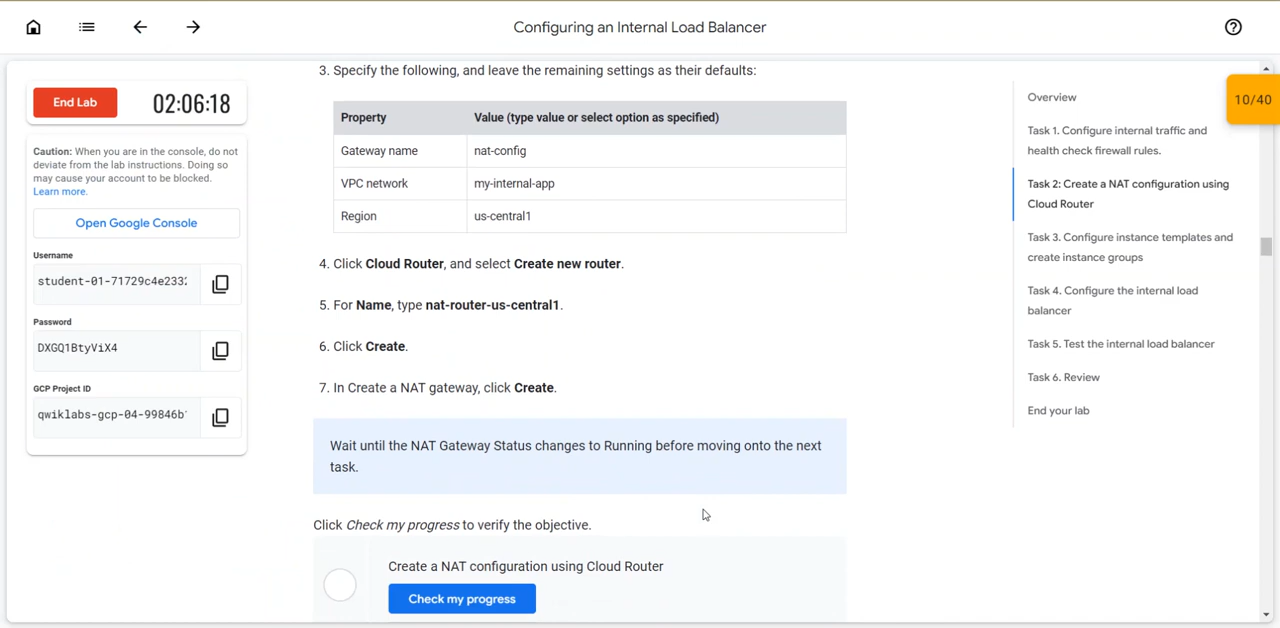 Configuring an Internal Load Balancer
End Lab
02:06:18
Caution: When you are in the console, do not
deviate from the lab instructions. Doing so
may cause your account to be blocked.
Learn more.
Open Google Console
Username
student-01-71729c4e233
Password
DXGQ1BtyViX4
GCP Project ID
qwiklabs-gcp-04-99846b
3. Specify the following, and leave the remaining settings as their defaults:
Property Value (type value or select option as specified)
Gateway name nat-config
VPC network my-internal-app
Region us-central1
4. Click Cloud Router, and select Create new router.
5. For Name, type nat-router-us-central1.
6. Click Create.
7. In Create a NAT gateway, click Create.
Wait until the NAT Gateway Status changes to Running before moving onto the next
task.
Click Check my progress to verify the objective.
Create a NAT configuration using Cloud Router
Check my progress
Overview
Task 1. Configure internal traffic and
health check firewall rules.
Task 2: Create a NAT configuration using
Cloud Router
Task 3. Configure instance templates and
create instance groups
Task 4. Configure the internal load
balancer
Task 5. Test the internal load balancer
Task 6. Review
End your lab
10/40